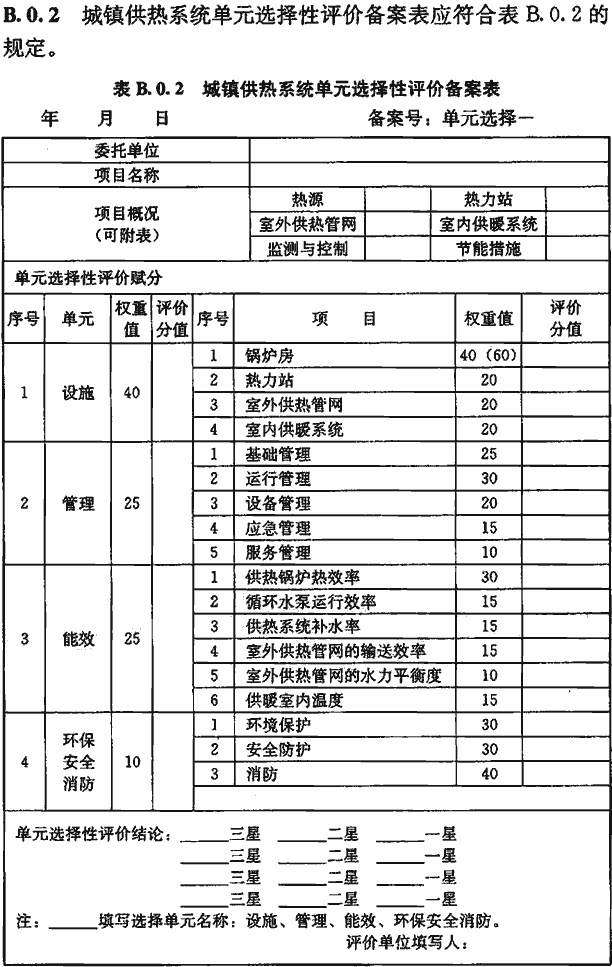 B. 0. 2 城镇供热系统单元选择性评价备案表应符合表 B. 0. 2 的
规定。
表 B. 0. 2 城镇供热系统单元选择性评价备案表
年 月 日 备案号：单元选择—
委托单位
项目名称
项目概况
（可附表）
热源 热力站
室外供热管网 室内供暖系统
监测与控制 节能措施
单元选择性评价赋分
序号 单元 权重值 评价分值 序号 项 目 权重值 评价分值
1 设施 40
1 锅炉房 40（60）
2 热力站 20
3 室外供热管网 20
4 室内供暖系统 20
2 管理 25
1 基础管理 25
2 运行管理 30
3 设备管理 20
4 应急管理 15
5 服务管理 10
3 能效 25
1 供热锅炉热效率 30
2 循环水泵运行效率 15
3 供热系统补水率 15
4 室外供热管网的输送效率 15
5 室外供热管网的水力平衡度 10
6 供暖室内温度 15
4 环保安全消防 10
1 环境保护 30
2 安全防护 30
3 消防 40
单元选择性评价结论：_____三星 _____二星 _____一星
_____三星 _____二星 _____一星
_____三星 _____二星 _____一星
_____三星 _____二星 _____一星
注：_____填写选择单元名称：设施、管理、能效、环保安全消防。
评价单位填写人：